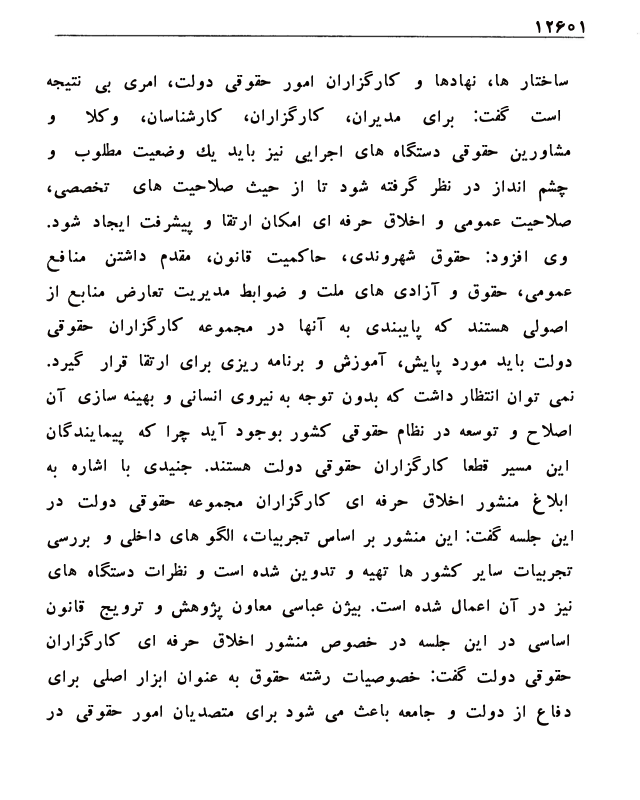 ۱۲۶۰۱
ساختار ها، نهادها و کارگزاران امور حقوقی دولت، امری بی نتیجه
است گفت: برای مدیران، کارگزاران، کارشناسان، وکلا و
مشاورین حقوقی دستگاه های اجرایی نیز باید یك وضعیت مطلوب و
چشم انداز در نظر گرفته شود تا از حیث صلاحیت های تخصصی،
صلاحیت عمومی و اخلاق حرفه ای امکان ارتقا و پیشرفت ایجاد شود.
وی افزود: حقوق شهروندی، حاکمیت قانون، مقدم داشتن منافع
عمومی، حقوق و آزادی های ملت و ضوابط مدیریت تعارض منابع از
اصولی هستند که پایبندی به آنها در مجموعه کارگزاران حقوقی
دولت باید مورد پایش، آموزش و برنامه ریزی برای ارتقا قرار گیرد.
نمی توان انتظار داشت که بدون توجه به نیروی انسانی و بهینه سازی آن
اصلاح و توسعه در نظام حقوقی کشور بوجود آید چرا که پیمایندگان
این مسیر قطعا کارگزاران حقوقی دولت هستند. جنیدی با اشاره به
ابلاغ منشور اخلاق حرفه ای کارگزاران مجموعه حقوقی دولت در
این جلسه گفت: این منشور بر اساس تجربیات، الگو های داخلی و بررسی
تجربیات سایر کشور ها تهیه و تدوین شده است و نظرات دستگاه های
نیز در آن اعمال شده است. بیژن عباسی معاون پژوهش و ترویج قانون
اساسی در این جلسه در خصوص منشور اخلاق حرفه ای کارگزاران
حقوقی دولت گفت: خصوصیات رشته حقوق به عنوان ابزار اصلی برای
دفاع از دولت و جامعه باعث می شود برای متصدیان امور حقوقی در